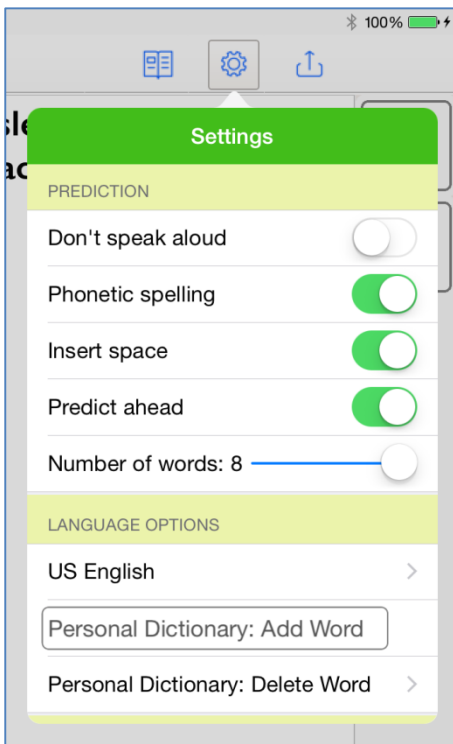 100%
Settings
PREDICTION
Don't speak aloud
Phonetic spelling
Insert space
Predict ahead
Number of words: 8
LANGUAGE OPTIONS
US English
Personal Dictionary: Add Word
Personal Dictionary: Delete Word